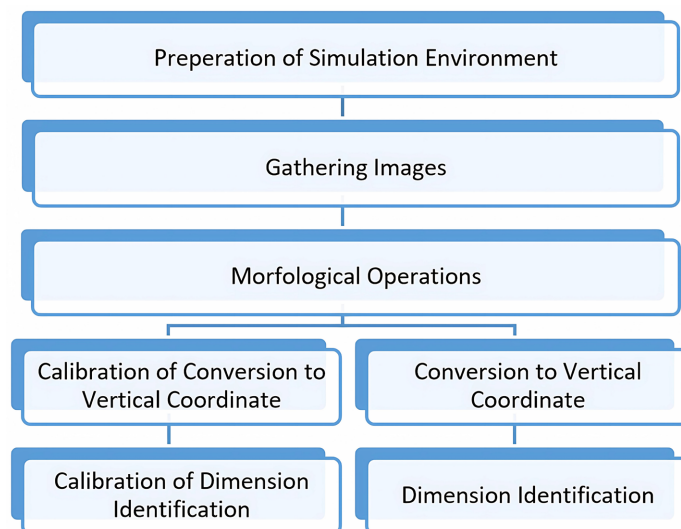 Preperation of Simulation Environment
Gathering Images
Morfological Operations
Calibration of Conversion to
Vertical Coordinate
Conversion to Vertical
Coordinate
Calibration of Dimension
Identification
Dimension Identification